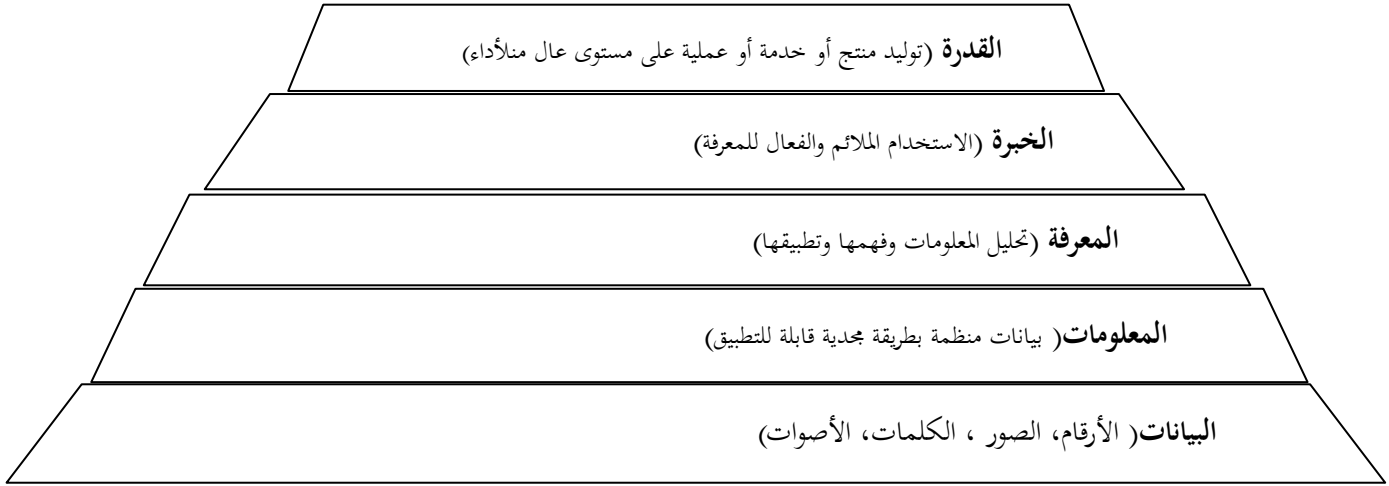 القدرة (توليد منتج أو خدمة أو عملية على مستوى عال منلأداء)
الخبرة (الاستخدام الملائم والفعال للمعرفة)
المعرفة (تحليل المعلومات وفهمها وتطبيقها)
المعلومات( بيانات منظمة بطريقة مجدية قابلة للتطبيق)
البيانات( الأرقام، الصور ، الكلمات، الأصوات)